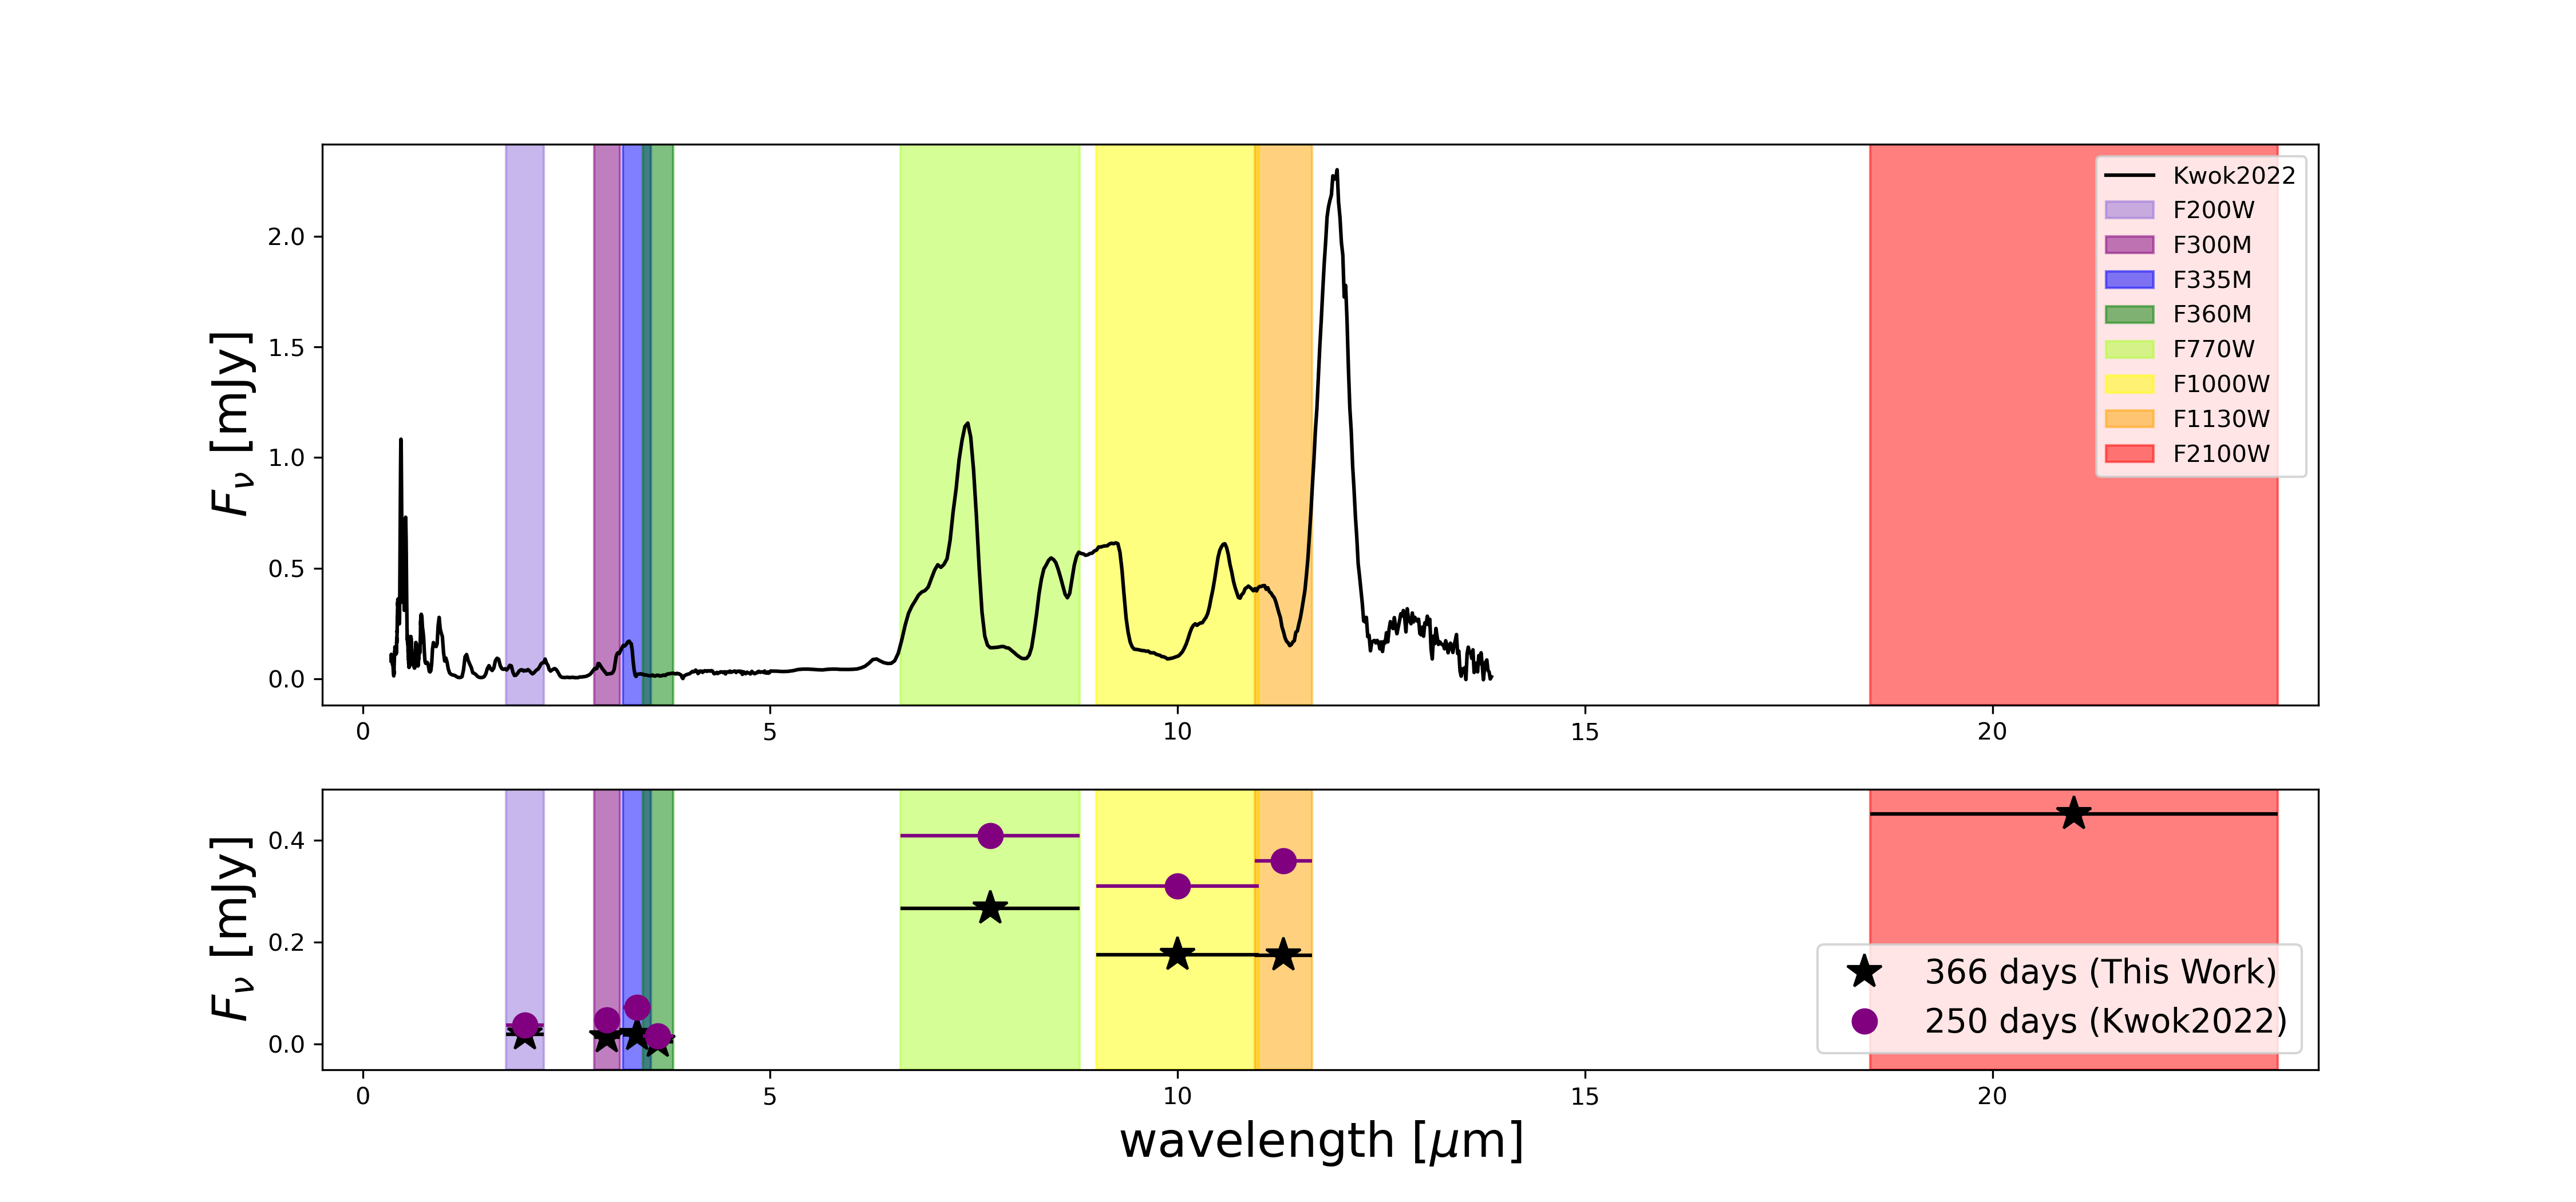 2.0
1.5
1.0
0.5
0.0
F_ν [mJy]
Kwok2022
F200W
F300M
F335M
F360M
F770W
F1000W
F1130W
F2100W
0 5 10 15 20
0.4
0.2
0.0
F_ν [mJy]
366 days (This Work)
250 days (Kwok2022)
0 5 10 15 20
wavelength [μm]